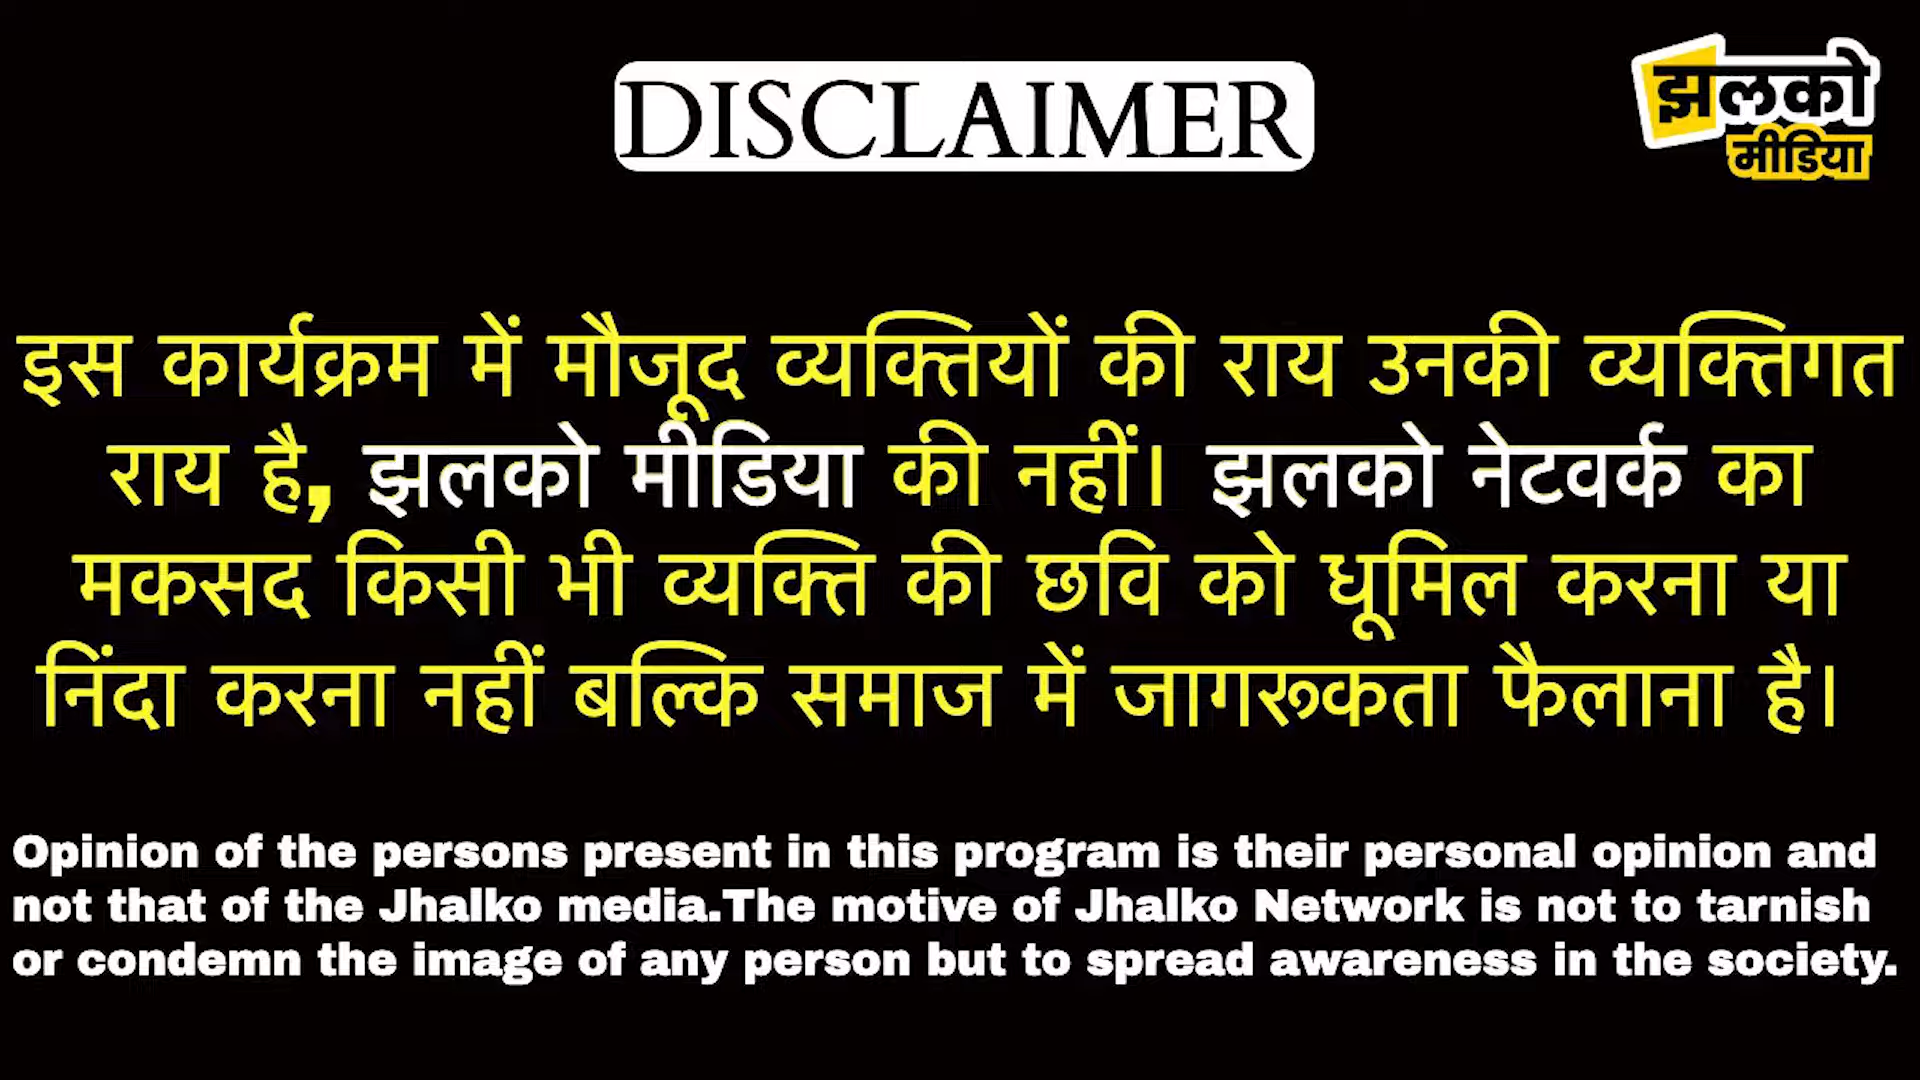 DISCLAIMER
झलको
मीडिया
इस कार्यक्रम में मौजूद व्यक्तियों की राय उनकी व्यक्तिगत
राय है, झलको मीडिया की नहीं। झलको नेटवर्क का
मकसद किसी भी व्यक्ति की छवि को धूमिल करना या
निंदा करना नहीं बल्कि समाज में जागरूकता फैलाना है।
Opinion of the persons present in this program is their personal opinion and
not that of the Jhalko media.The motive of Jhalko Network is not to tarnish
or condemn the image of any person but to spread awareness in the society.